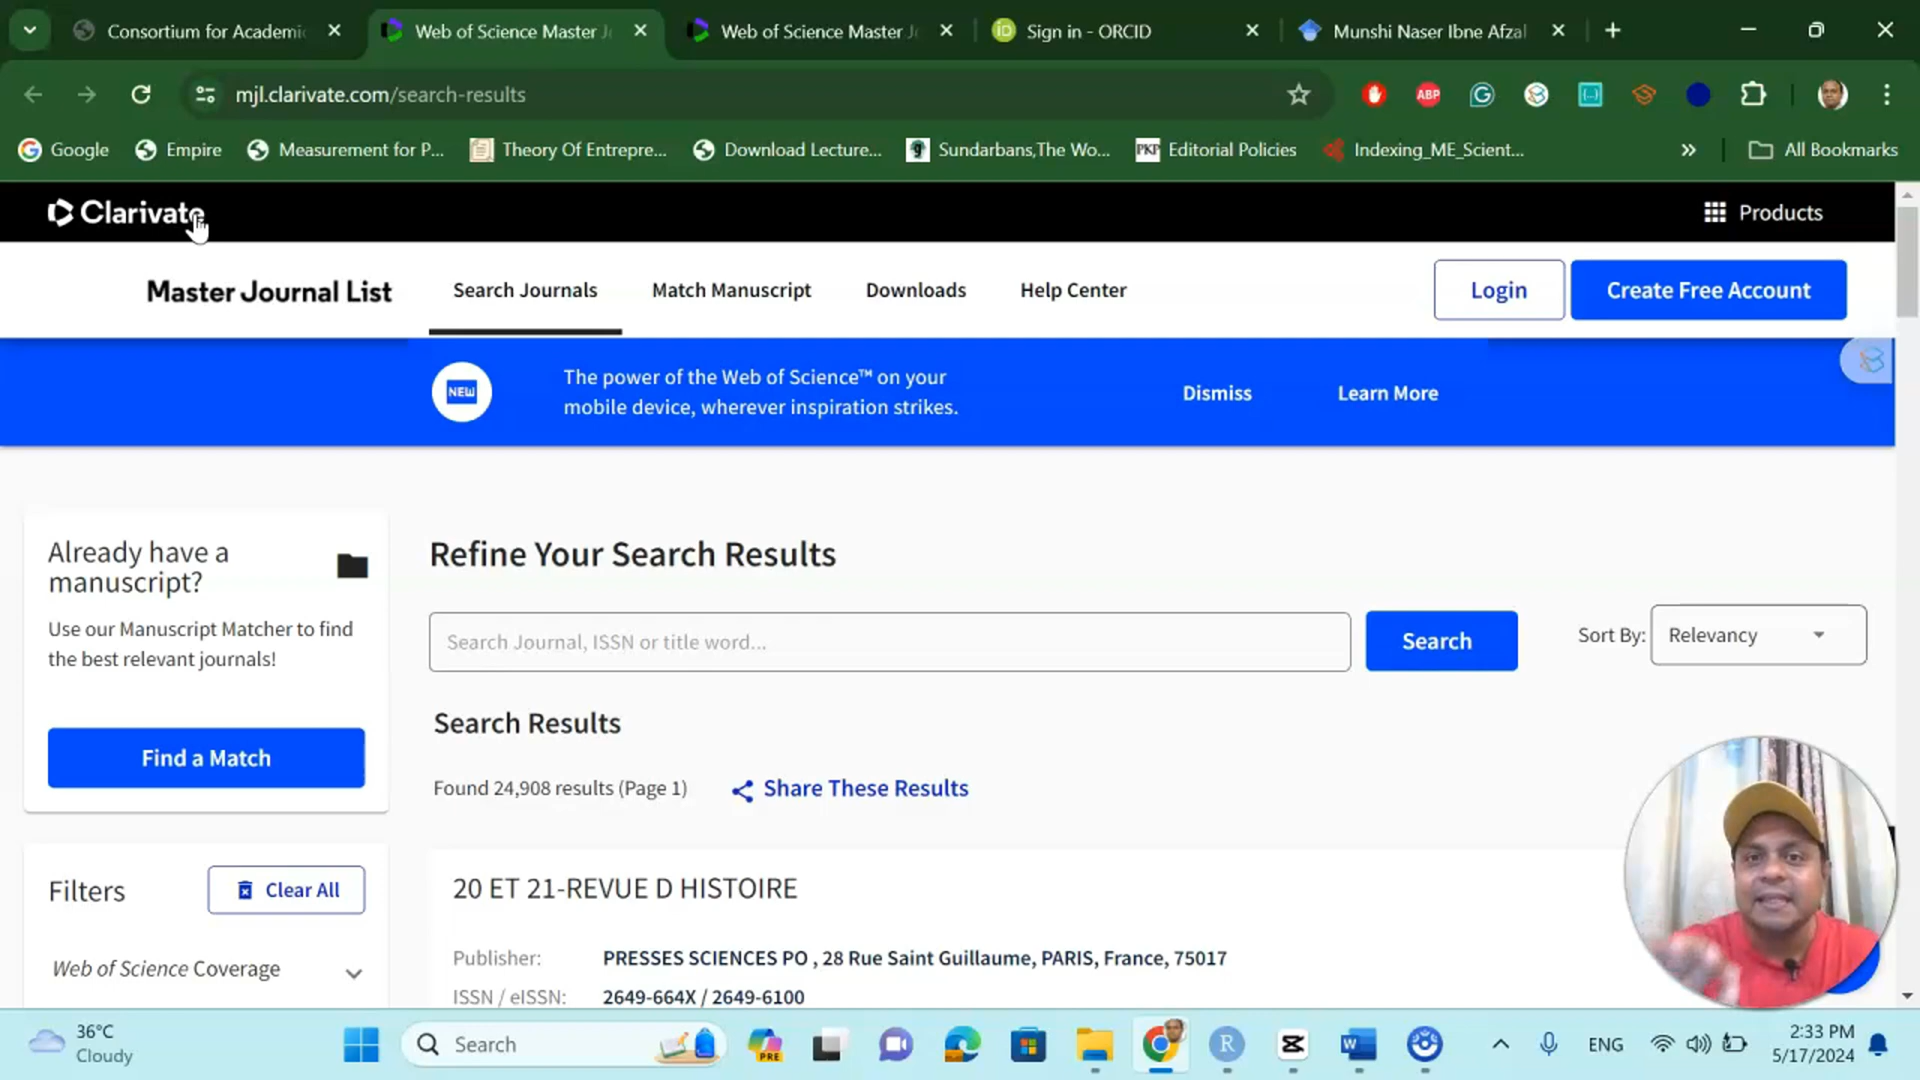 Consortium for Academi
Web of Science Master J
Web of Science Master J
iD
Sign in - ORCID
Munshi Naser Ibne Afzal
mjl.clarivate.com/search-results
ABP
Google
Empire
Measurement for P...
Theory Of Entrepre...
Download Lecture...
Sundarbans,The Wo...
PKP
Editorial Policies
Indexing_ME_Scient...
All Bookmarks
Clarivate
Products
Master Journal List
Search Journals
Match Manuscript
Downloads
Help Center
Login
Create Free Account
NEW
The power of the Web of Science™ on your
mobile device, wherever inspiration strikes.
Dismiss
Learn More
Already have a
manuscript?
Use our Manuscript Matcher to find
the best relevant journals!
Find a Match
Filters
Clear All
Web of Science Coverage
Refine Your Search Results
Search Journal, ISSN or title word...
Search
Sort By:
Relevancy
Search Results
Found 24,908 results (Page 1)
Share These Results
20 ET 21-REVUE D HISTOIRE
Publisher:
PRESSES SCIENCES PO , 28 Rue Saint Guillaume, PARIS, France, 75017
ISSN / eISSN:
2649-664X / 2649-6100
36°C
Cloudy
Search
PRE
R
W
ENG
2:33 PM
5/17/2024